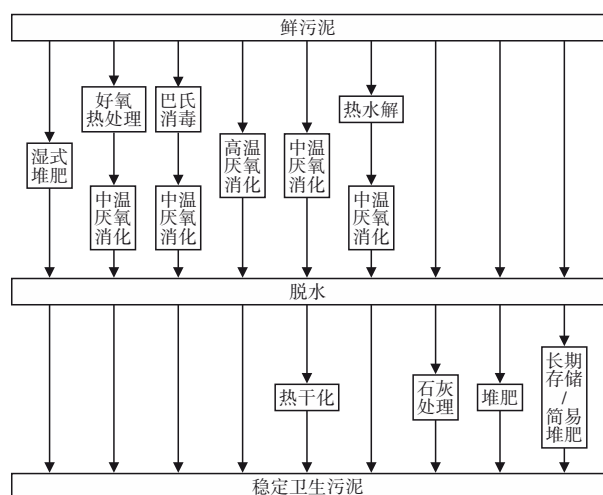 鲜污泥
好氧
热处理
巴氏
消毒
热水解
湿式
堆肥
高温
厌氧
消化
中温
厌氧
消化
中温
厌氧
消化
中温
厌氧
消化
中温
厌氧
消化
脱水
热干化
石灰
处理
堆肥
长期
存储
/
简易
堆肥
稳定卫生污泥